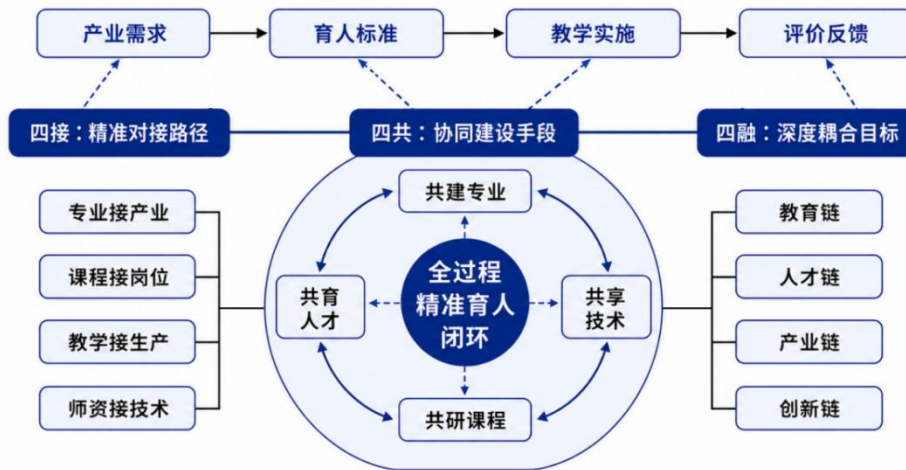 产业需求
育人标准
教学实施
评价反馈
四接：精准对接路径
四共：协同建设手段
四融：深度耦合目标
专业接产业
课程接岗位
教学接生产
师资接技术
共建专业
共育
人才
全过程
精准育人
闭环
共享
技术
共研课程
教育链
人才链
产业链
创新链